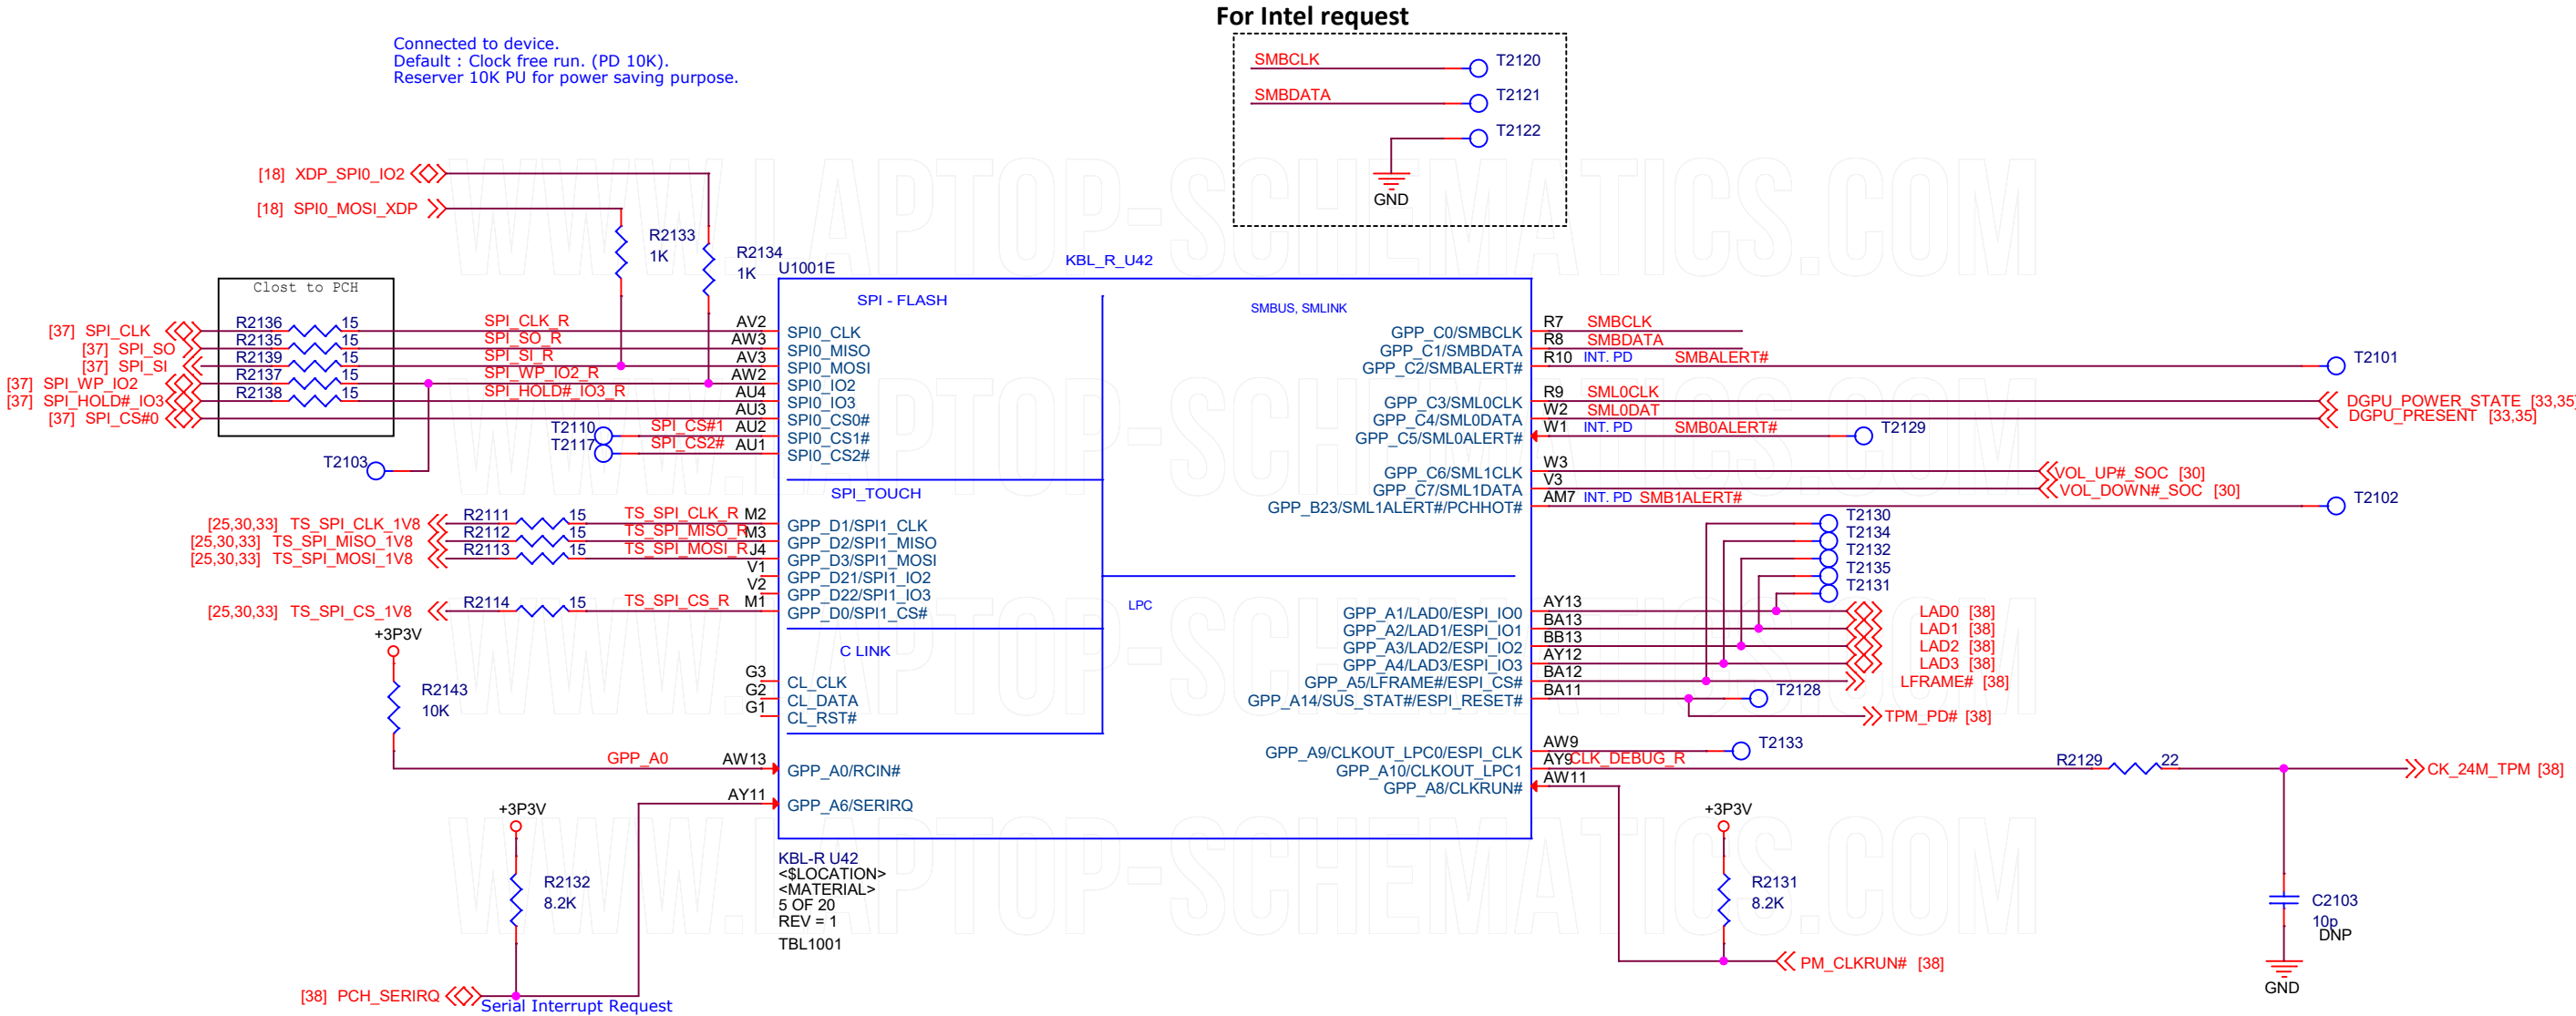 For Intel request
Connected to device.
Default : Clock free run. (PD 10K).
Reserver 10K PU for power saving purpose.
SMBCLK
T2120
SMBDATA
T2121
T2122
GND
WWW.LAPTOP-SCHEMATICS.COM
[18] XDP_SPI0_IO2
[18] SPI0_MOSI_XDP
R2133
1K
R2134
1K
U1001E
KBL_R_U42
Clost to PCH
[37] SPI_CLK
R2136
15
SPI_CLK_R
AV2
SPI0_CLK
[37] SPI_SO
R2135
15
SPI_SO_R
AW3
SPI0_MISO
[37] SPI_SI
R2139
15
SPI_SI_R
AV3
SPI0_MOSI
[37] SPI_WP_IO2
R2137
15
SPI_WP_IO2_R
AW2
SPI0_IO2
[37] SPI_HOLD#_IO3
R2138
15
SPI_HOLD#_IO3_R
AU4
SPI0_IO3
[37] SPI_CS#0
AU3
SPI0_CS0#
T2110
SPI_CS#1
AU2
SPI0_CS1#
T2117
SPI_CS2#
AU1
SPI0_CS2#
T2103
SPI - FLASH
SPI_TOUCH
[25,30,33] TS_SPI_CLK_1V8
R2111
15
TS_SPI_CLK_R
M2
GPP_D1/SPI1_CLK
[25,30,33] TS_SPI_MISO_1V8
R2112
15
TS_SPI_MISO_R
M3
GPP_D2/SPI1_MISO
[25,30,33] TS_SPI_MOSI_1V8
R2113
15
TS_SPI_MOSI_R
J4
GPP_D3/SPI1_MOSI
V1
GPP_D21/SPI1_IO2
V2
GPP_D22/SPI1_IO3
[25,30,33] TS_SPI_CS_1V8
R2114
15
TS_SPI_CS_R
M1
GPP_D0/SPI1_CS#
C LINK
G3
CL_CLK
G2
CL_DATA
G1
CL_RST#
+3P3V
R2143
10K
GPP_A0
AW13
GPP_A0/RCIN#
AY11
GPP_A6/SERIRQ
+3P3V
R2132
8.2K
[38] PCH_SERIRQ
Serial Interrupt Request
KBL-R U42
<$LOCATION>
<MATERIAL>
5 OF 20
REV = 1
TBL1001
SMBUS, SMLINK
GPP_C0/SMBCLK
R7
SMBCLK
GPP_C1/SMBDATA
R8
SMBDATA
GPP_C2/SMBALERT#
R10
INT. PD
SMBALERT#
T2101
GPP_C3/SML0CLK
R9
SML0CLK
DGPU_POWER_STATE [33,35]
GPP_C4/SML0DATA
W2
SML0DAT
DGPU_PRESENT [33,35]
GPP_C5/SML0ALERT#
W1
INT. PD
SMB0ALERT#
T2129
GPP_C6/SML1CLK
W3
VOL_UP#_SOC [30]
GPP_C7/SML1DATA
V3
VOL_DOWN#_SOC [30]
GPP_B23/SML1ALERT#/PCHHOT#
AM7
INT. PD
SMB1ALERT#
T2102
T2130
T2134
T2132
T2135
T2131
LPC
GPP_A1/LAD0/ESPI_IO0
AY13
LAD0 [38]
GPP_A2/LAD1/ESPI_IO1
BA13
LAD1 [38]
GPP_A3/LAD2/ESPI_IO2
BB13
LAD2 [38]
GPP_A4/LAD3/ESPI_IO3
AY12
LAD3 [38]
GPP_A5/LFRAME#/ESPI_CS#
BA12
LFRAME# [38]
GPP_A14/SUS_STAT#/ESPI_RESET#
BA11
T2128
TPM_PD# [38]
GPP_A9/CLKOUT_LPC0/ESPI_CLK
AW9
T2133
GPP_A10/CLKOUT_LPC1
AY9
CLK_DEBUG_R
R2129
22
CK_24M_TPM [38]
GPP_A8/CLKRUN#
AW11
+3P3V
R2131
8.2K
PM_CLKRUN# [38]
C2103
10p
DNP
GND
WWW.LAPTOP-SCHEMATICS.COM
WWW.LAPTOP-SCHEMATICS.COM